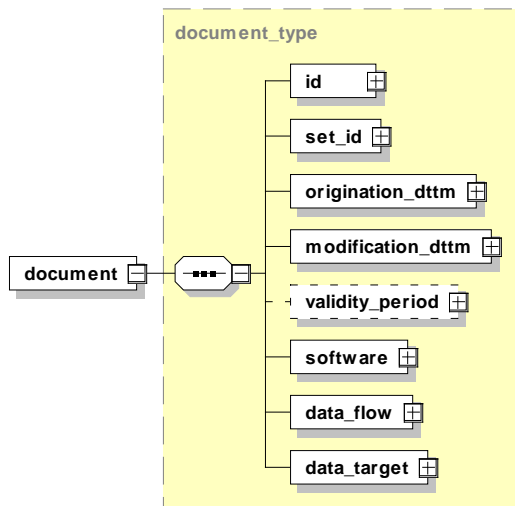 document_type
id
set_id
origination_dttm
modification_dttm
document
validity_period
software
data_flow
data_target